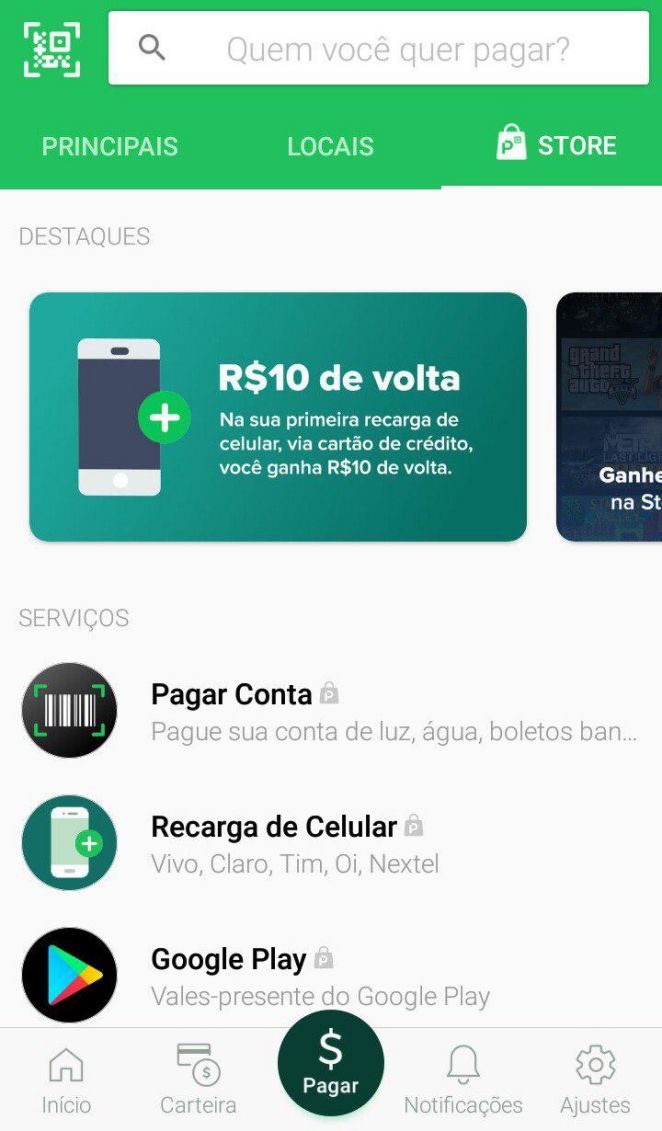 Quem você quer pagar?
PRINCIPAIS
LOCAIS
STORE
DESTAQUES
R$10 de volta
Na sua primeira recarga de
celular, via cartão de crédito,
você ganha R$10 de volta.
grand
theft
auto
Ganhe
na St
SERVIÇOS
Pagar Conta
Pague sua conta de luz, água, boletos ban...
Recarga de Celular
Vivo, Claro, Tim, Oi, Nextel
Google Play
Vales-presente do Google Play
$
Pagar
Início
Carteira
Notificações
Ajustes